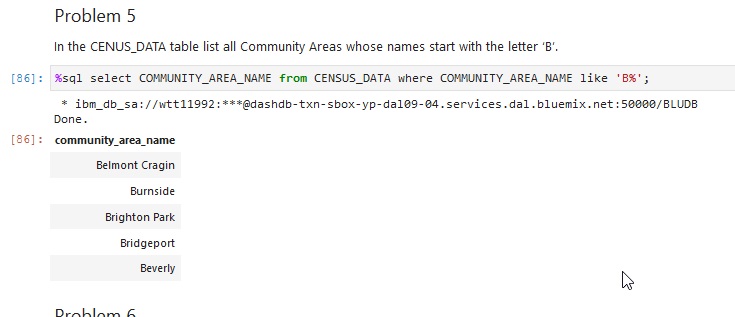 Problem 5
In the CENUS_DATA table list all Community Areas whose names start with the letter ‘B’.
[86]: %sql select COMMUNITY_AREA_NAME from CENSUS_DATA where COMMUNITY_AREA_NAME like 'B%';
* ibm_db_sa://wtt11992:***@dashdb-txn-sbox-yp-dal09-04.services.dal.bluemix.net:50000/BLUDB
Done.
[86]: community_area_name
Belmont Cragin
Burnside
Brighton Park
Bridgeport
Beverly
Problem 6